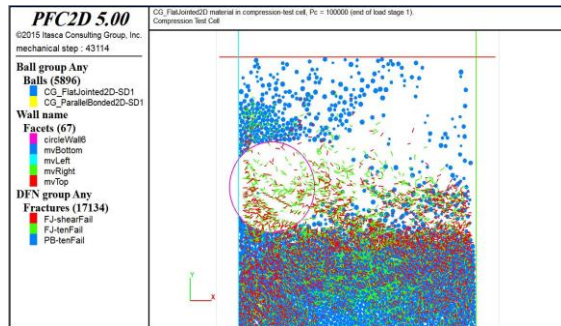 PFC2D 5.00
©2015 Itasca Consulting Group, Inc.
mechanical step : 43114
Ball group Any
Balls (5896)
CG_FlatJointed2D-SD1
CG_ParallelBonded2D-SD1
Wall name
Facets (67)
circleWall6
mvBottom
mvLeft
mvRight
mvTop
DFN group Any
Fractures (17134)
FJ-shearFail
FJ-tenFail
PB-tenFail
CG_FlatJointed2D material in compression-test cell, Pc = 100000 (end of load stage 1).
Compression Test Cell
Y
X